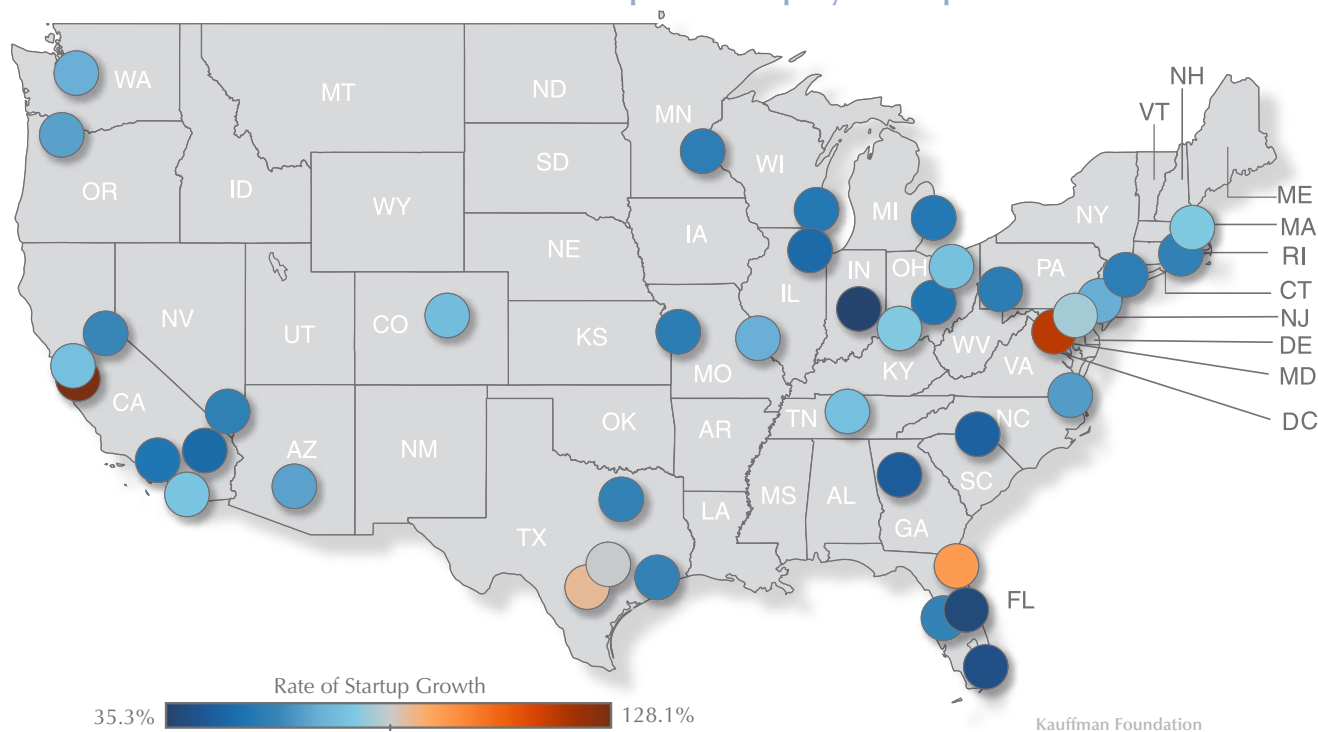 NH
VT
WA
MT
ND
MN
WI
MI
NY
ME
MA
RI
CT
NJ
DE
MD
DC
OR
ID
SD
WY
IA
NE
IN
OH
PA
IL
NV
UT
CO
KS
MO
WV
VA
KY
CA
AZ
NM
OK
AR
TN
NC
SC
MS
AL
GA
LA
TX
FL
Rate of Startup Growth
35.3%
128.1%
Kauffman Foundation